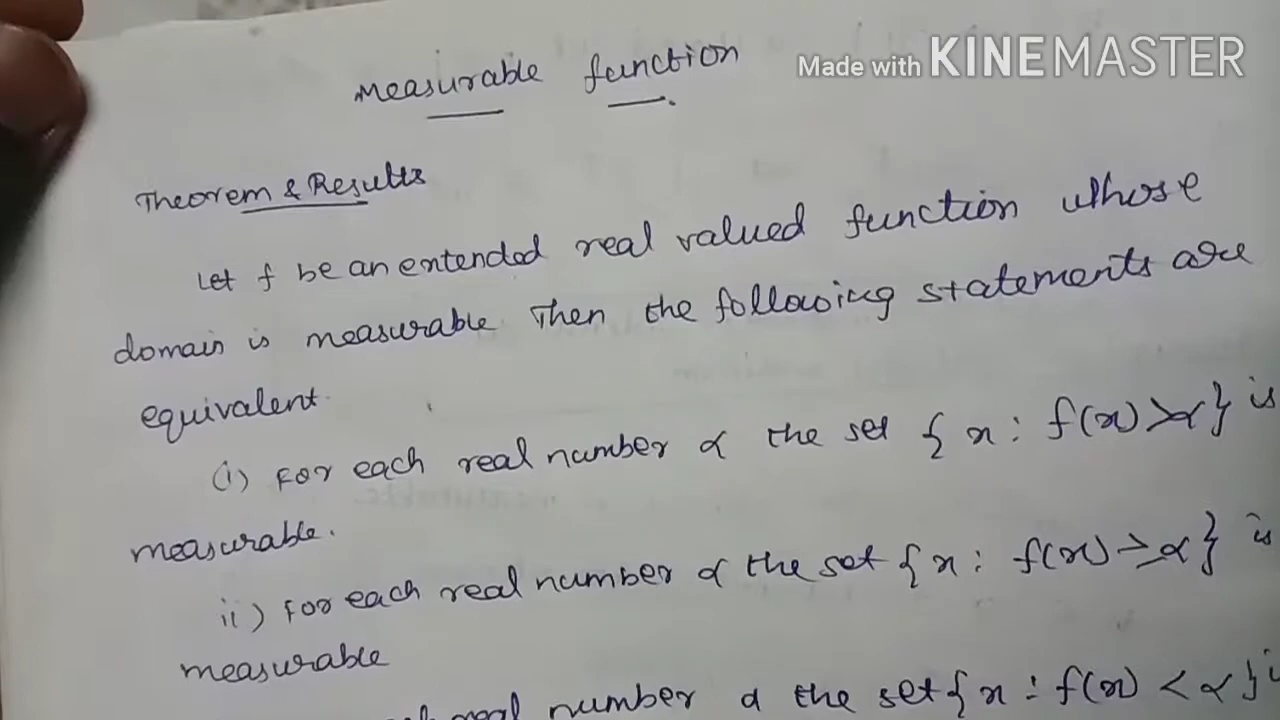 Measurable function
Made with KINEMASTER
Theorem & Results
Let f be an extended real valued function whose
domain is measurable Then the following statements are
equivalent.
(i) For each real number α the set { x : f(x) > α } is
measurable.
ii) For each real number α the set { x : f(x) ≥ α } is
measurable
real number α the set { x : f(x) < α }